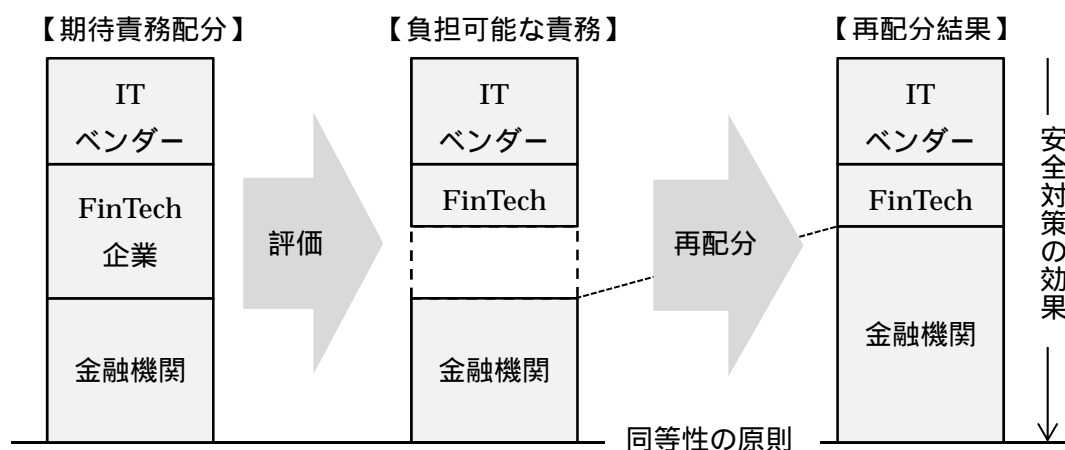 【期待責務配分】
【負担可能な責務】
【再配分結果】
IT
ベンダー
FinTech
企業
金融機関
評価
IT
ベンダー
FinTech
金融機関
再配分
IT
ベンダー
FinTech
金融機関
安全対策の効果
同等性の原則